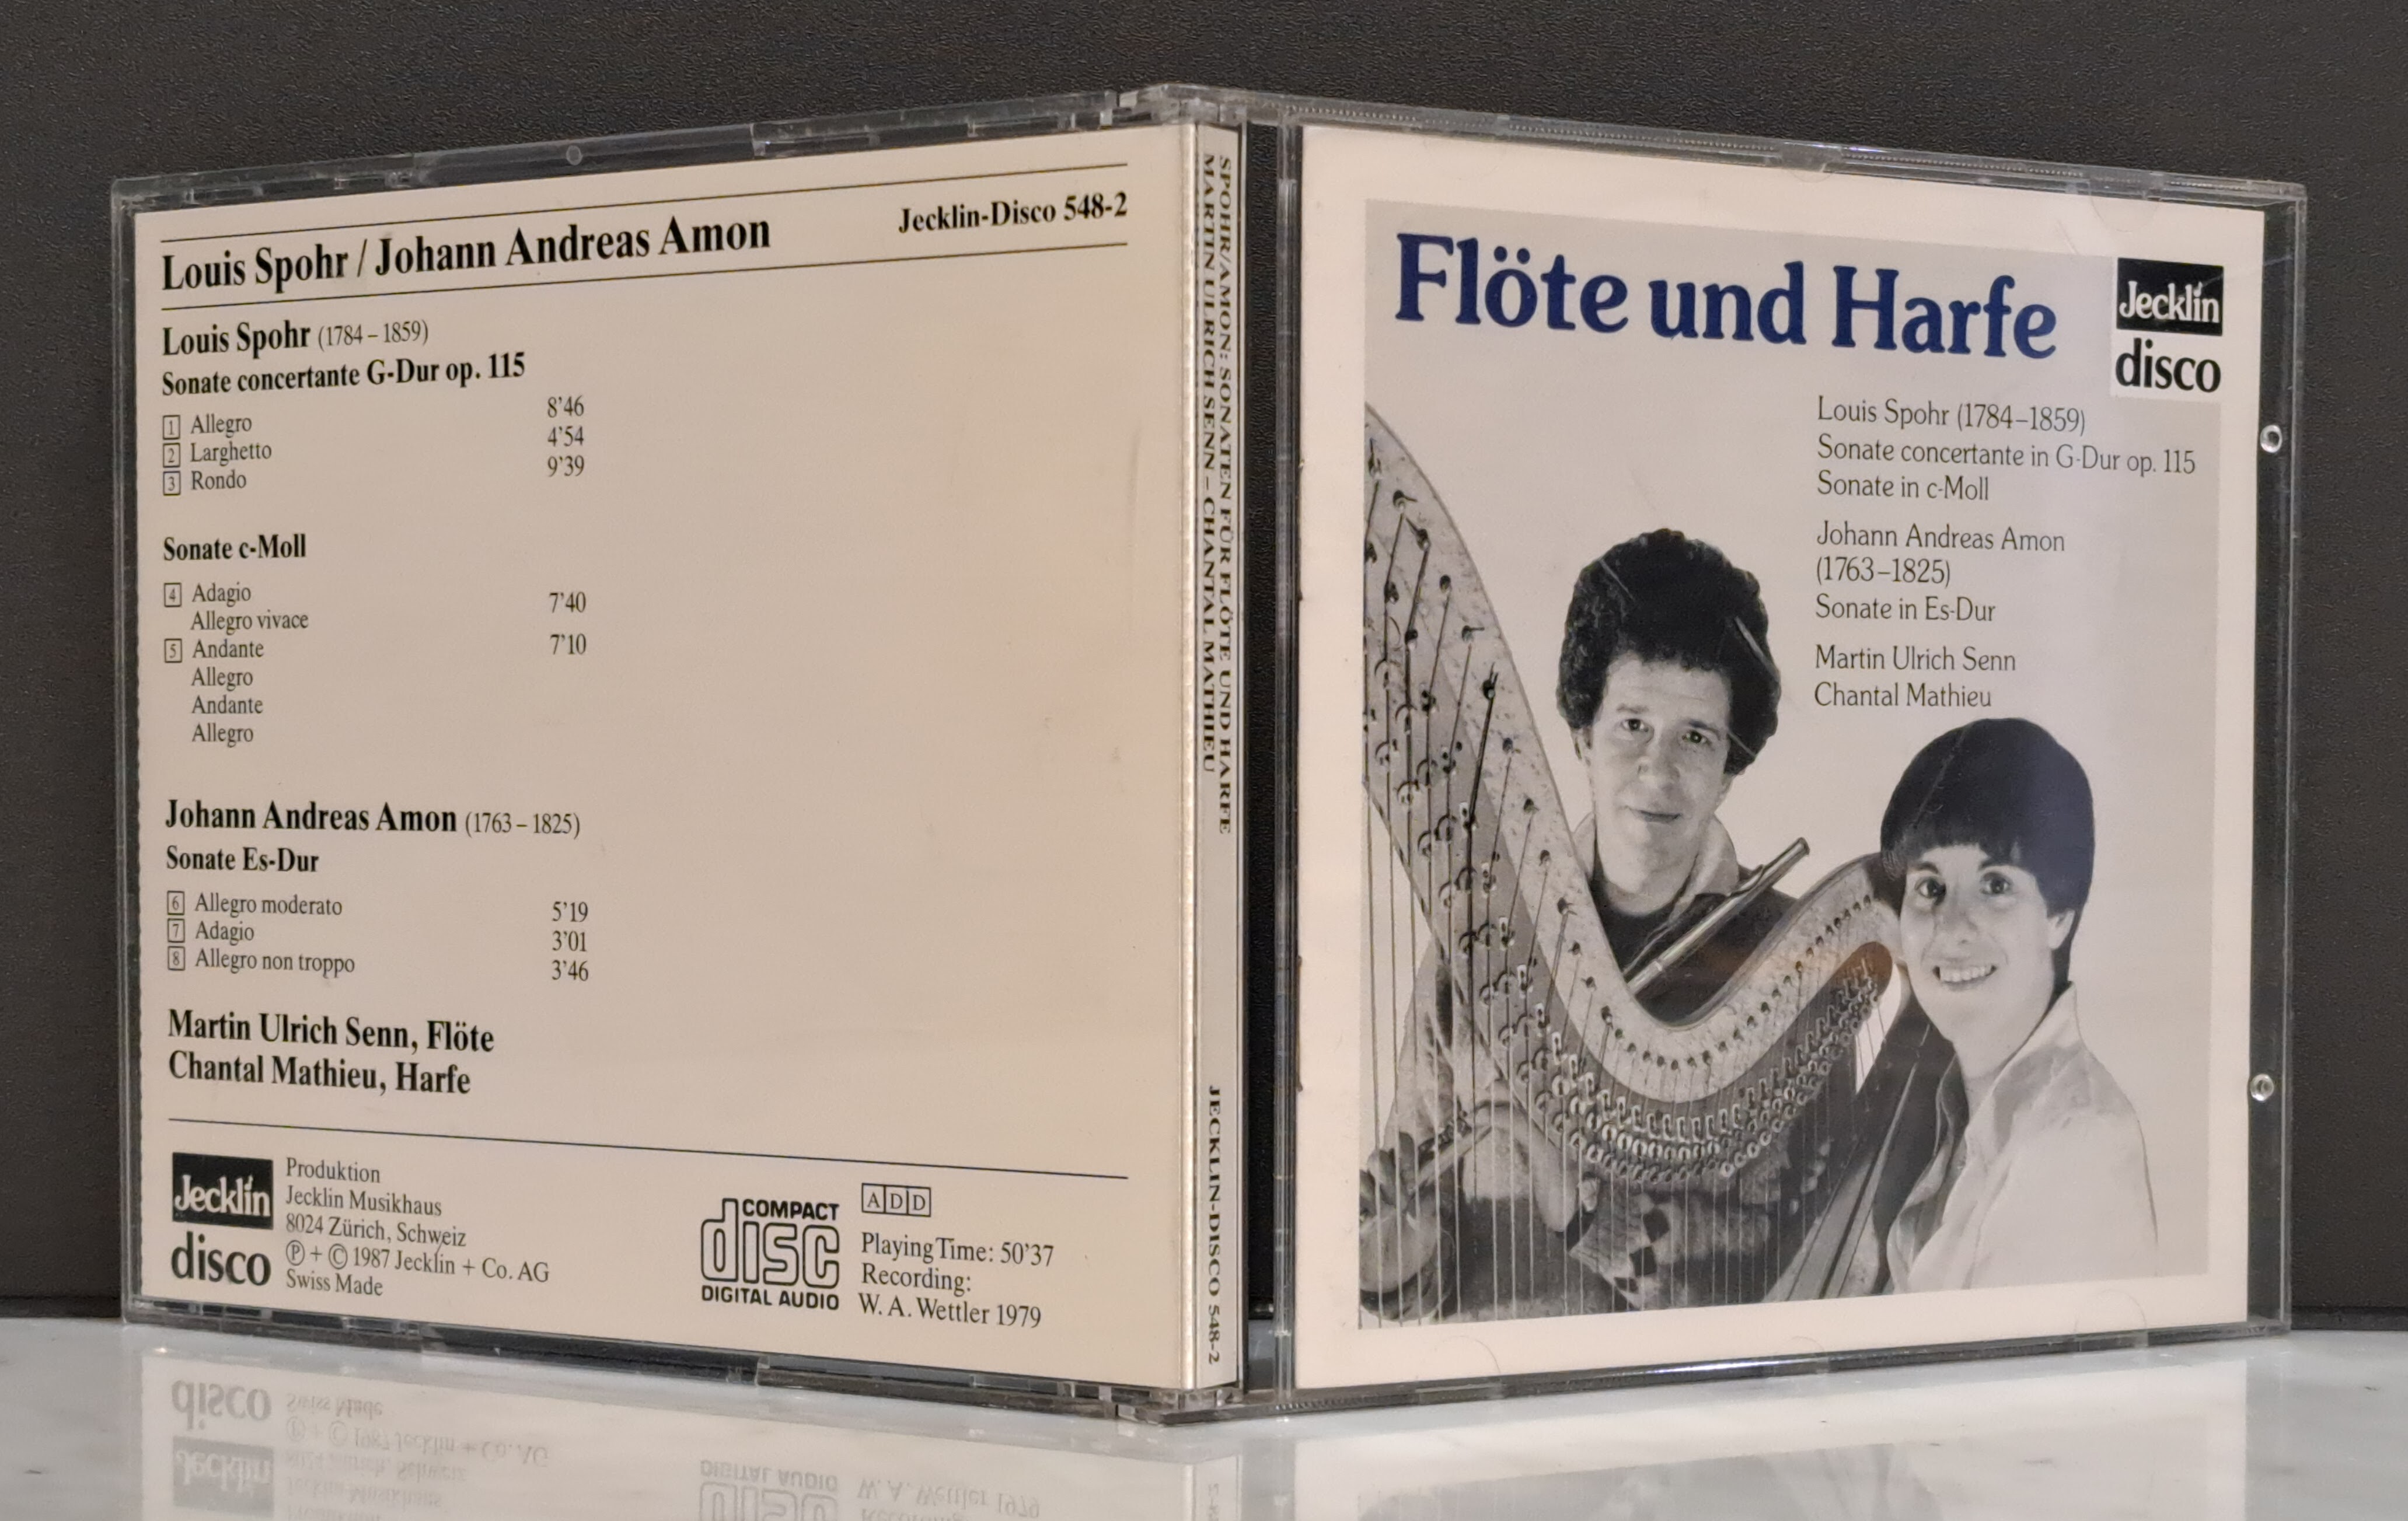 Louis Spohr / Johann Andreas Amon
Jecklin-Disco 548-2
Louis Spohr (1784 – 1859)
Sonate concertante G-Dur op. 115
1 Allegro 8'46
2 Larghetto 4'54
3 Rondo 9'39
Sonate c-Moll
4 Adagio
Allegro vivace 7'40
5 Andante 7'10
Allegro
Andante
Allegro
Johann Andreas Amon (1763 – 1825)
Sonate Es-Dur
6 Allegro moderato 5'19
7 Adagio 3'01
8 Allegro non troppo 3'46
Martin Ulrich Senn, Flöte
Chantal Mathieu, Harfe
Jecklin
disco
Produktion
Jecklin Musikhaus
8024 Zürich, Schweiz
Ⓟ + © 1987 Jecklin + Co. AG
Swiss Made
COMPACT
disc
DIGITAL AUDIO
ADD
Playing Time: 50'37
Recording:
W. A. Wettler 1979
SPOHR/AMON: SONATEN FÜR FLÖTE UND HARFE
MARTIN ULRICH SENN – CHANTAL MATHIEU
JECKLIN-DISCO 548-2
Flöte und Harfe
Jecklin
disco
Louis Spohr (1784–1859)
Sonate concertante in G-Dur op. 115
Sonate in c-Moll
Johann Andreas Amon
(1763–1825)
Sonate in Es-Dur
Martin Ulrich Senn
Chantal Mathieu